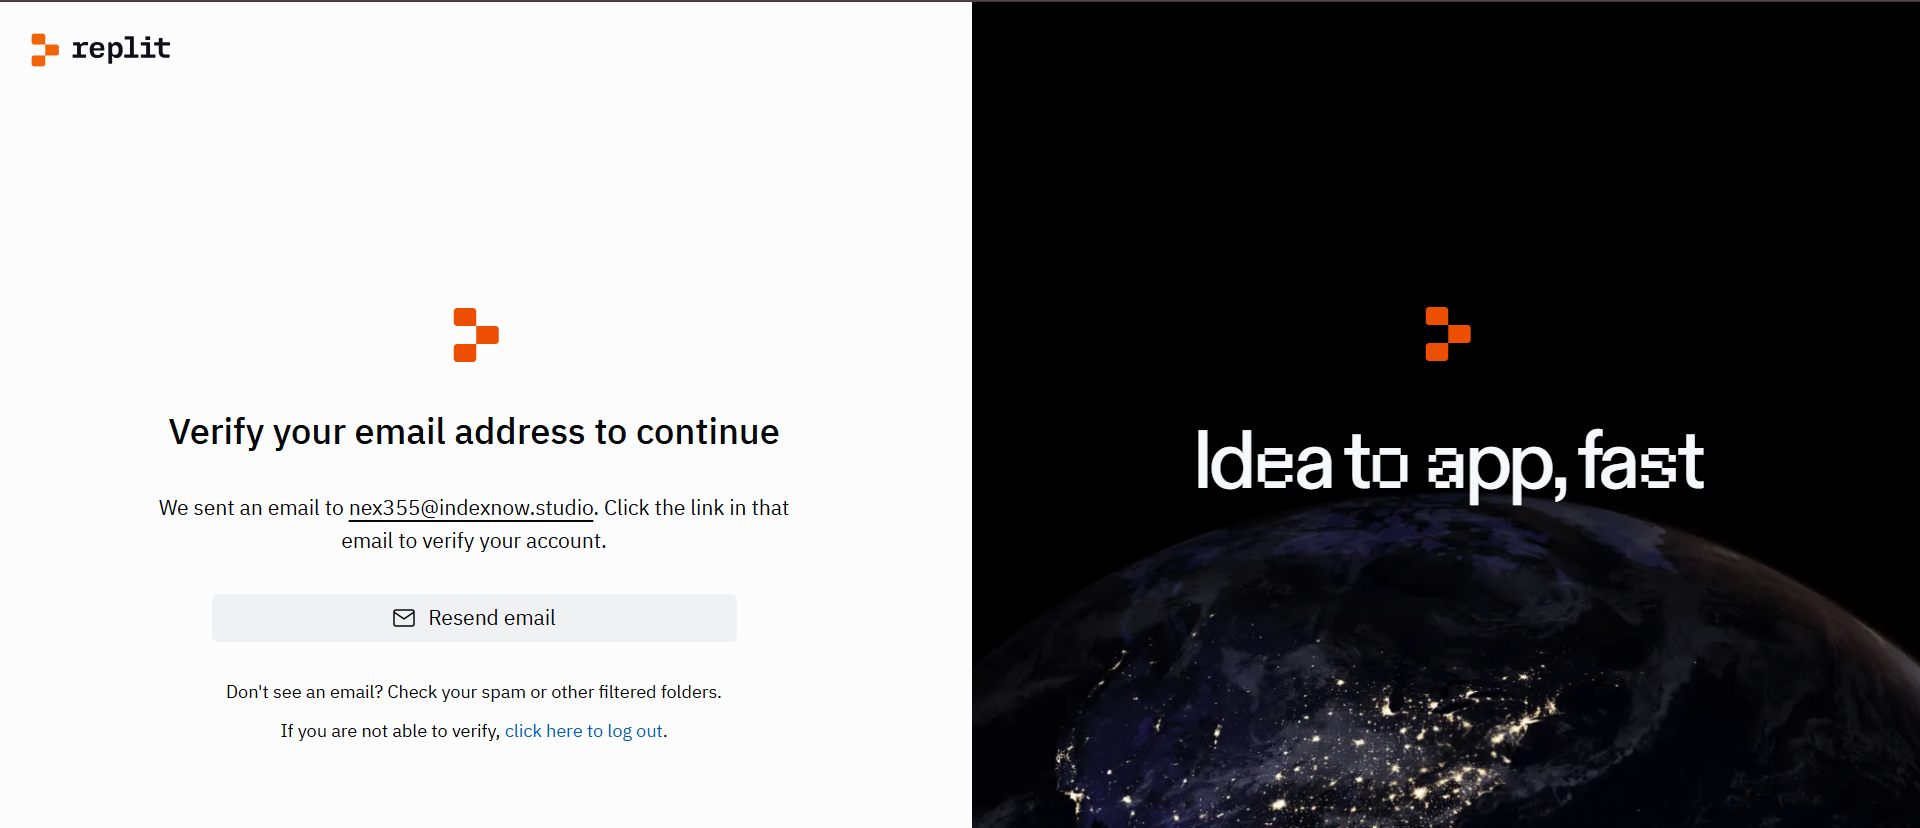 replit
Verify your email address to continue
We sent an email to nex355@indexnow.studio. Click the link in that
email to verify your account.
Resend email
Don't see an email? Check your spam or other filtered folders.
If you are not able to verify, click here to log out.
Idea to app, fast